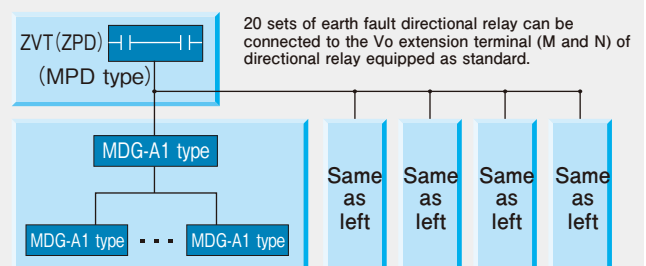 ZVT(ZPD)
(MPD type)
20 sets of earth fault directional relay can be
connected to the Vo extension terminal (M and N) of
directional relay equipped as standard.
MDG-A1 type
MDG-A1 type
MDG-A1 type
Same
as
left
Same
as
left
Same
as
left
Same
as
left